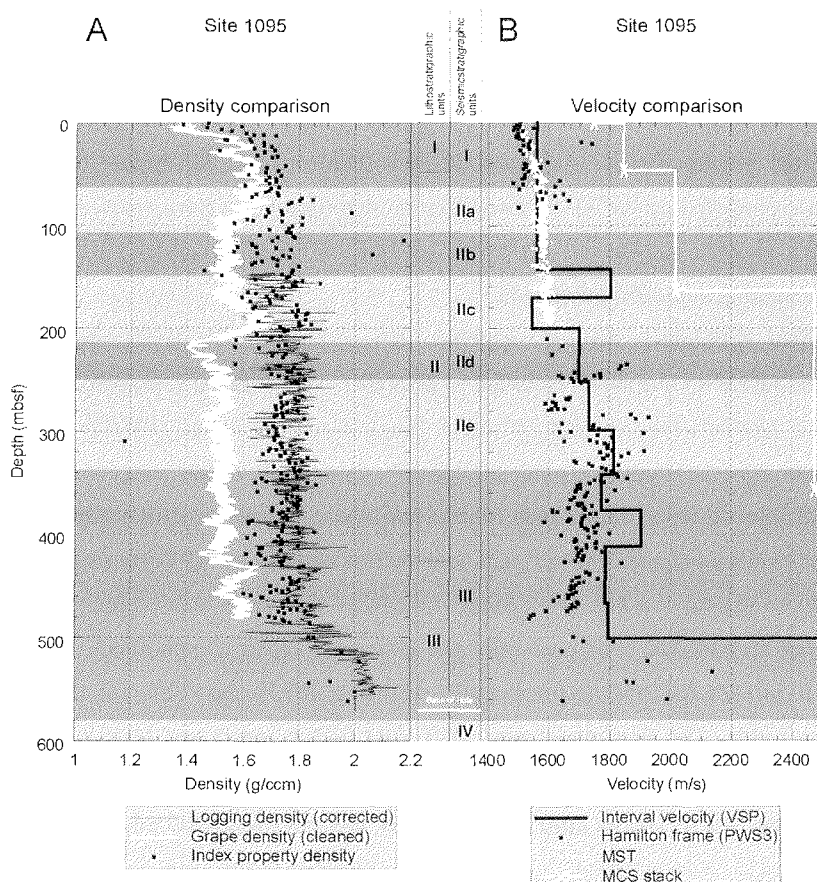 A
Site 1095
Density comparison
Lithostratigraphic
units
Seismostratigraphic
units
B
Site 1095
Velocity comparison
0
100
200
300
400
500
600
Depth (mbsf)
1
1.2
1.4
1.6
1.8
2
2.2
Density (g/ccm)
I
II
III
I
IIa
IIb
IIc
IId
IIe
III
IV
1400
1600
1800
2000
2200
2400
Velocity (m/s)
Logging density (corrected)
Grape density (cleaned)
Index property density
Interval velocity (VSP)
Hamilton frame (PWS3)
MST
MCS stack